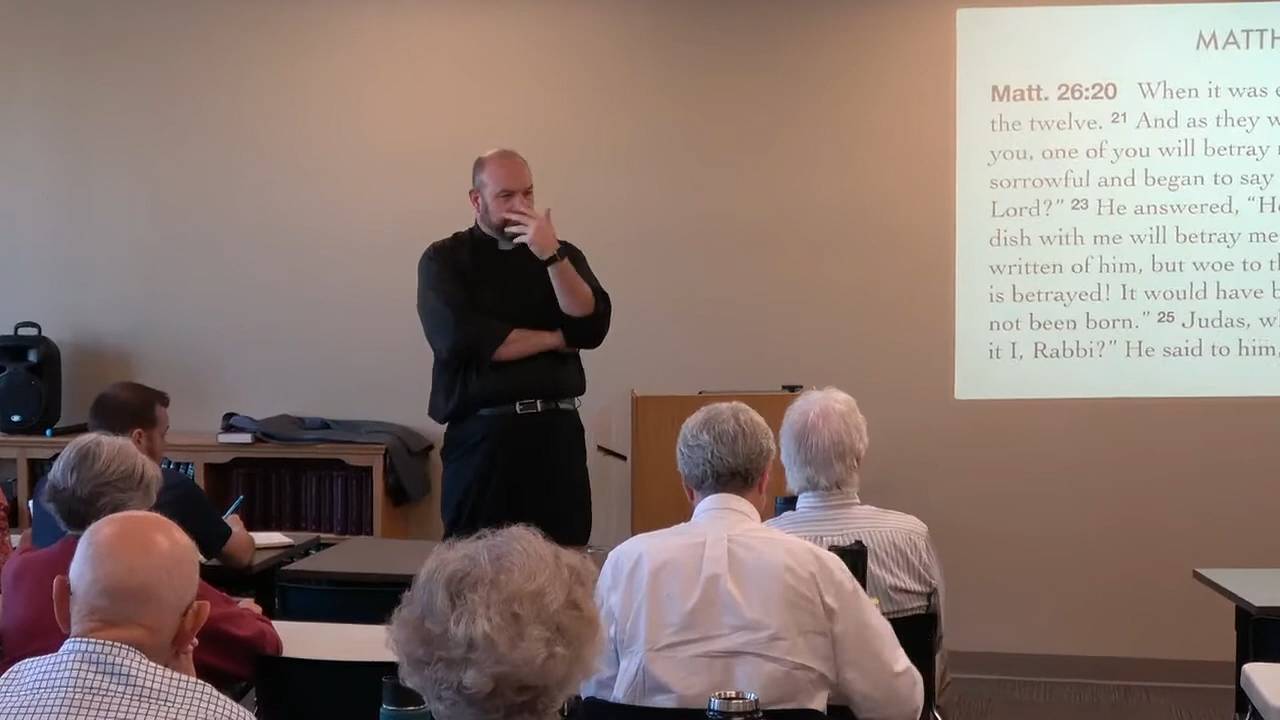 MATTH
Matt. 26:20 When it was e
the twelve. 21 And as they w
you, one of you will betray
sorrowful and began to say
Lord?” 23 He answered, “He
dish with me will betray me
written of him, but woe to th
is betrayed! It would have b
not been born.” 25 Judas, w
it I, Rabbi?” He said to him,